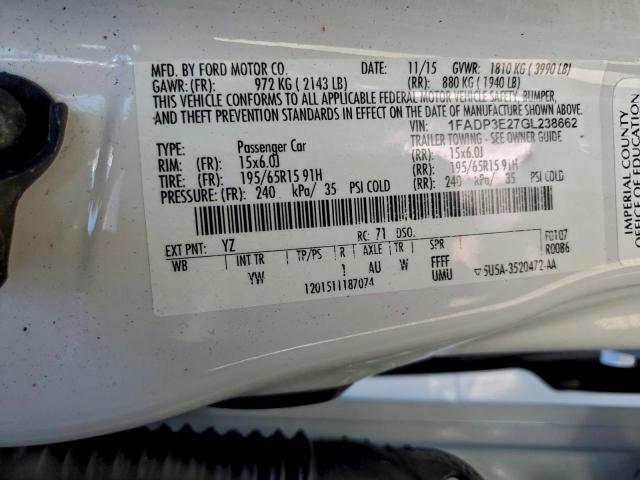 MFD. BY FORD MOTOR CO. DATE: 11/15 GVWR: 1810 KG ( 3990 LB)
GAWR: (FR): 972 KG ( 2143 LB) (RR): 880 KG ( 1940 LB)
THIS VEHICLE CONFORMS TO ALL APPLICABLE FEDERAL MOTOR VEHICLE SAFETY, BUMPER,
AND THEFT PREVENTION STANDARDS IN EFFECT ON THE DATE OF MANUFACTURE SHOWN ABOVE.
VIN: 1FADP3E27GL238862
TYPE: Passenger Car TRAILER TOWING - SEE OWNER GUIDE
RIM: (FR): 15x6.0J (RR): 15x6.0J
TIRE: (FR): 195/65R15 91H (RR): 195/65R15 91H
PRESSURE: (FR): 240 kPa/ 35 PSI COLD (RR): 240 kPa/ 35 PSI COLD
EXT PNT: YZ RC: 71 DSO: F0107
WB INT TR TP/PS R AXLE TR SPR R0086
YW 1 AU W FFFF
UMU
1201511187074 5U5A-3520472-AA
IMPERIAL COUNTY
OFFICE OF EDUCATION